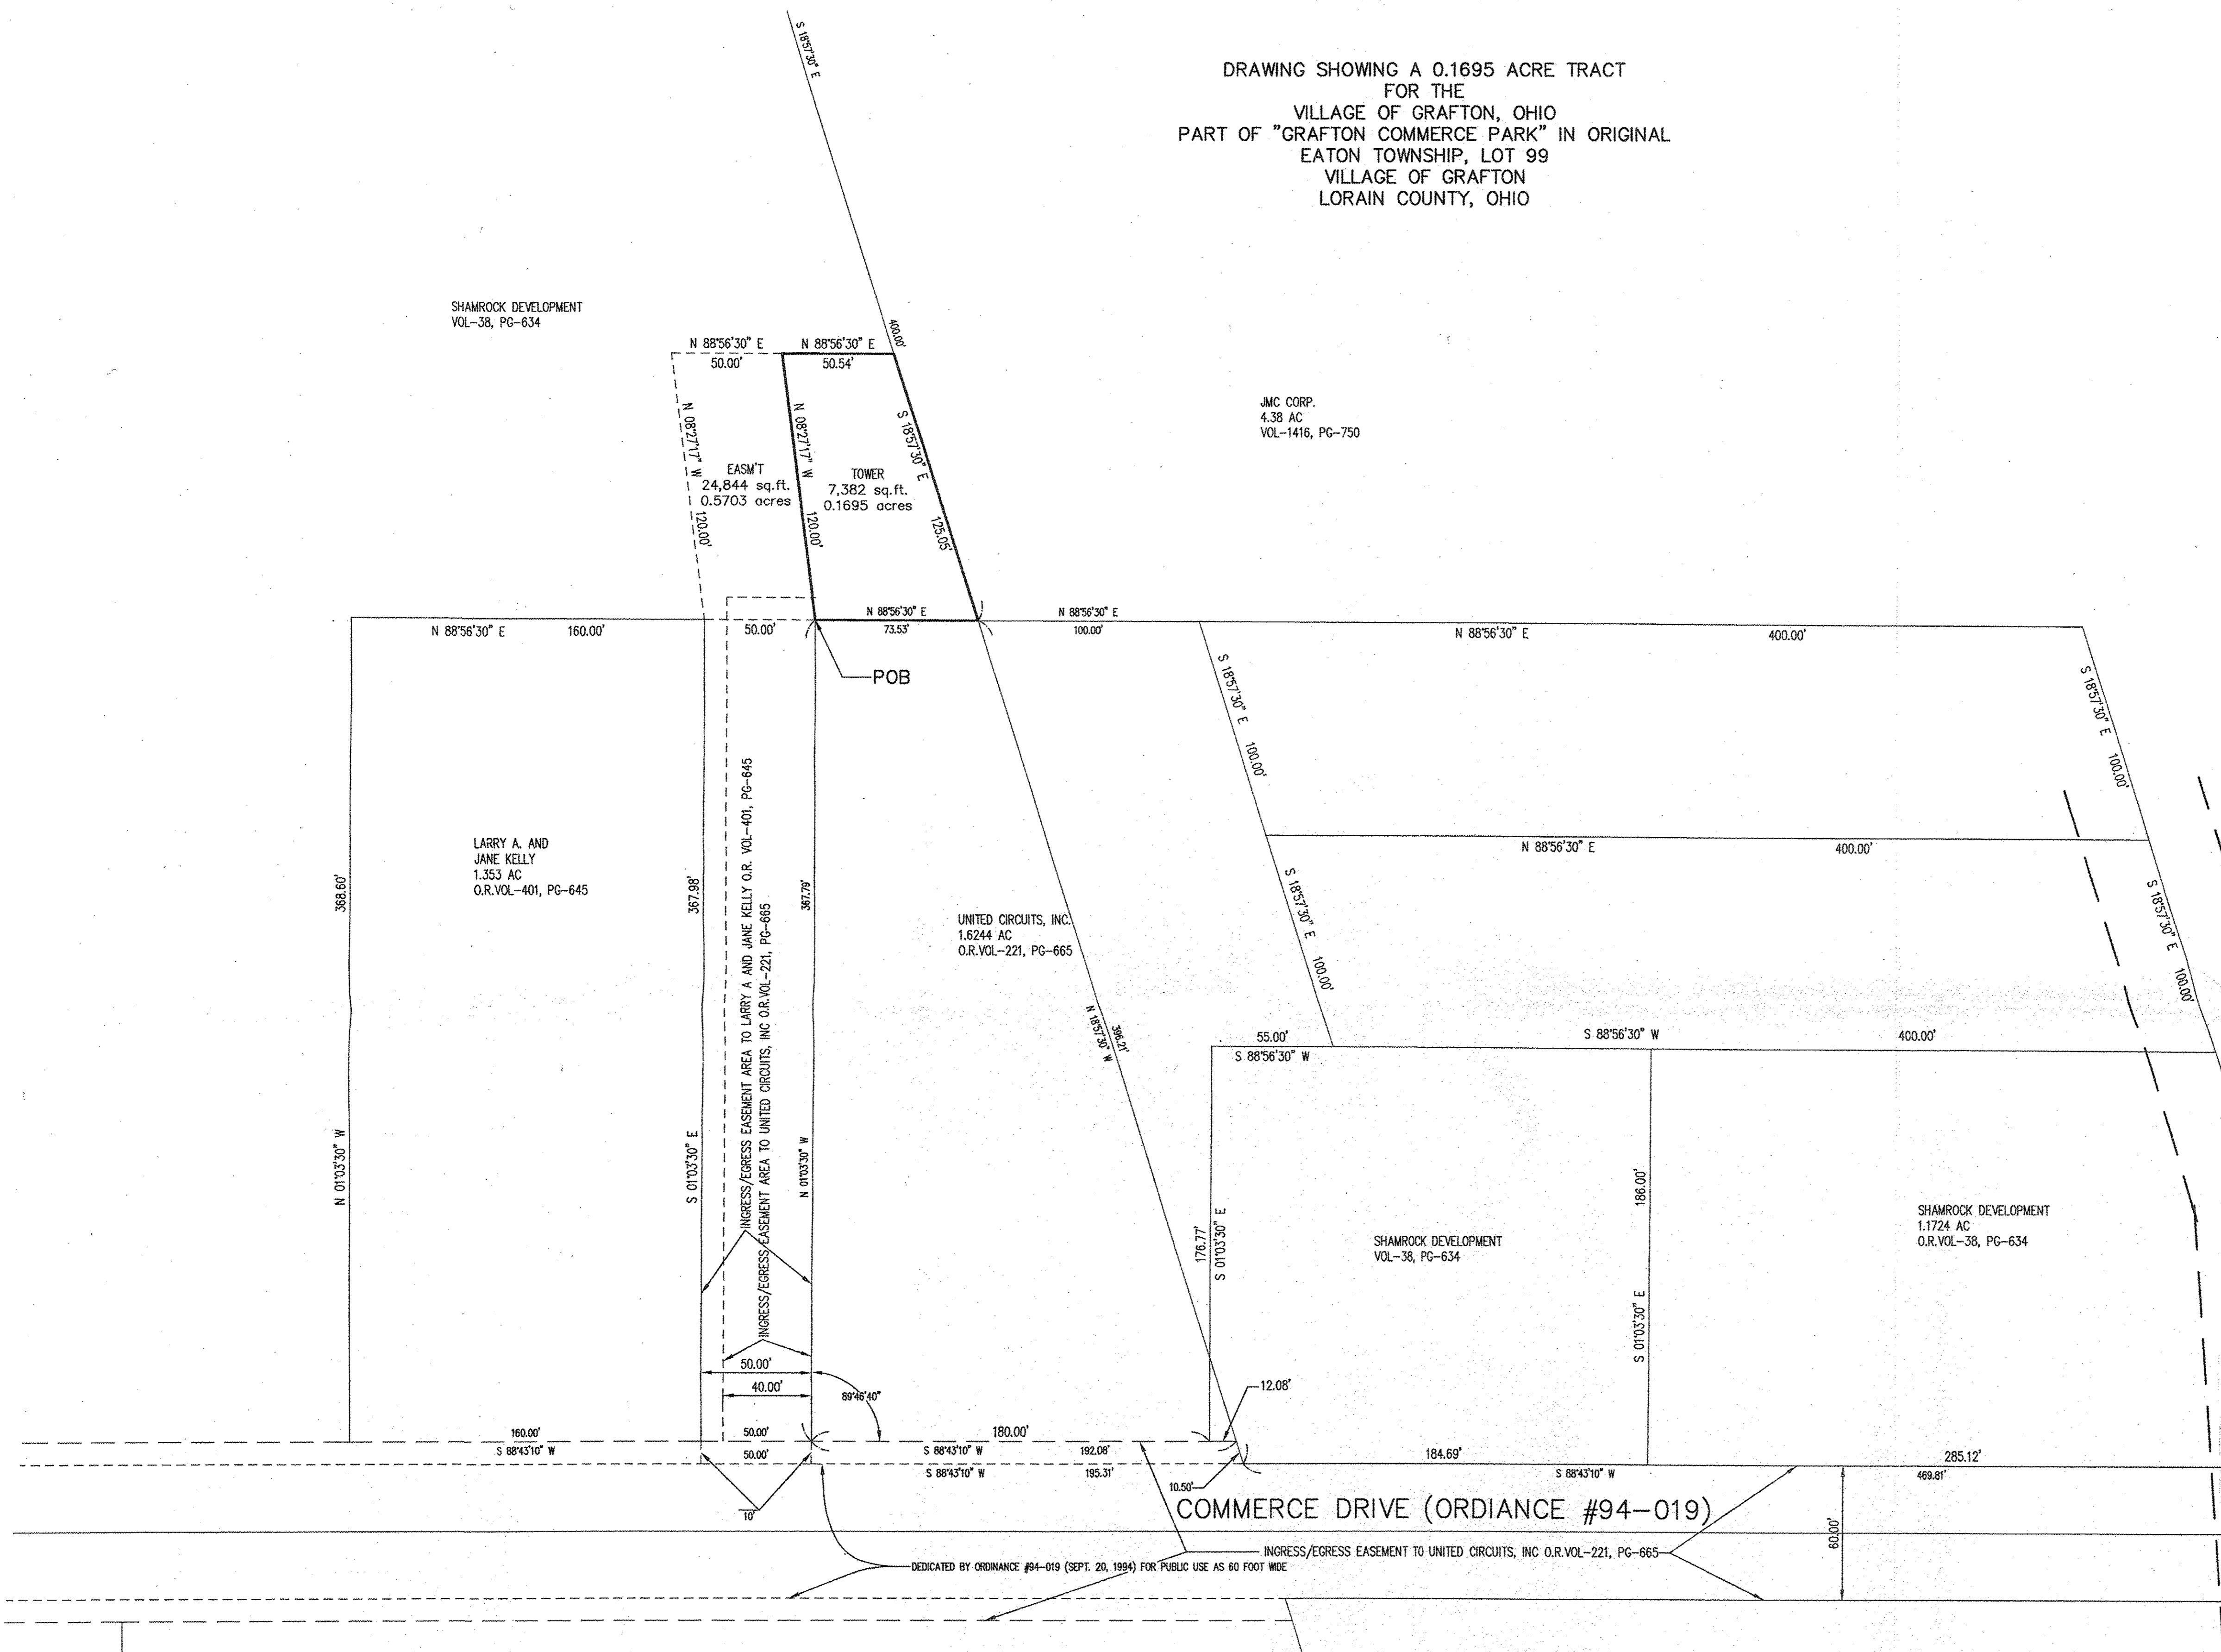 S 18°57'30" E
DRAWING SHOWING A 0.1695 ACRE TRACT
FOR THE
VILLAGE OF GRAFTON, OHIO
PART OF "GRAFTON COMMERCE PARK" IN ORIGINAL
EATON TOWNSHIP, LOT 99
VILLAGE OF GRAFTON
LORAIN COUNTY, OHIO
SHAMROCK DEVELOPMENT
VOL-38, PG-634
400.00'
N 88°56'30" E
50.00'
N 88°56'30" E
50.54'
N 08°27'17" W
120.00'
EASM'T
24,844 sq.ft.
0.5703 acres
N 08°27'17" W
120.00'
TOWER
7,382 sq.ft.
0.1695 acres
S 18°57'30" E
125.05'
JMC CORP.
4.38 AC
VOL-1416, PG-750
N 88°56'30" E
160.00'
50.00'
N 88°56'30" E
73.53'
N 88°56'30" E
100.00'
N 88°56'30" E
400.00'
POB
S 18°57'30" E
100.00'
S 18°57'30" E
100.00'
N 88°56'30" E
400.00'
LARRY A. AND
JANE KELLY
1.353 AC
O.R.VOL-401, PG-645
368.60'
N 01°03'30" W
367.98'
S 01°03'30" E
INGRESS/EGRESS EASEMENT AREA TO LARRY A AND JANE KELLY O.R. VOL-401, PG-645
INGRESS/EGRESS EASEMENT AREA TO UNITED CIRCUITS, INC O.R.VOL-221, PG-665
367.79'
N 01°03'30" W
UNITED CIRCUITS, INC.
1.6244 AC
O.R.VOL-221, PG-665
396.21'
N 18°57'30" W
S 18°57'30" E
100.00'
S 18°57'30" E
100.00'
55.00'
S 88°56'30" W
S 88°56'30" W
400.00'
176.77'
S 01°03'30" E
SHAMROCK DEVELOPMENT
VOL-38, PG-634
186.00'
S 01°03'30" E
SHAMROCK DEVELOPMENT
1.1724 AC
O.R.VOL-38, PG-634
50.00'
40.00'
89°46'40"
12.08'
160.00'
S 88°43'10" W
50.00'
50.00'
180.00'
S 88°43'10" W
192.08'
S 88°43'10" W
195.31'
10'
10.50'
184.69'
S 88°43'10" W
285.12'
469.81'
COMMERCE DRIVE (ORDIANCE #94-019)
60.00'
INGRESS/EGRESS EASEMENT TO UNITED CIRCUITS, INC O.R.VOL-221, PG-665
DEDICATED BY ORDINANCE #94-019 (SEPT. 20, 1994) FOR PUBLIC USE AS 60 FOOT WIDE